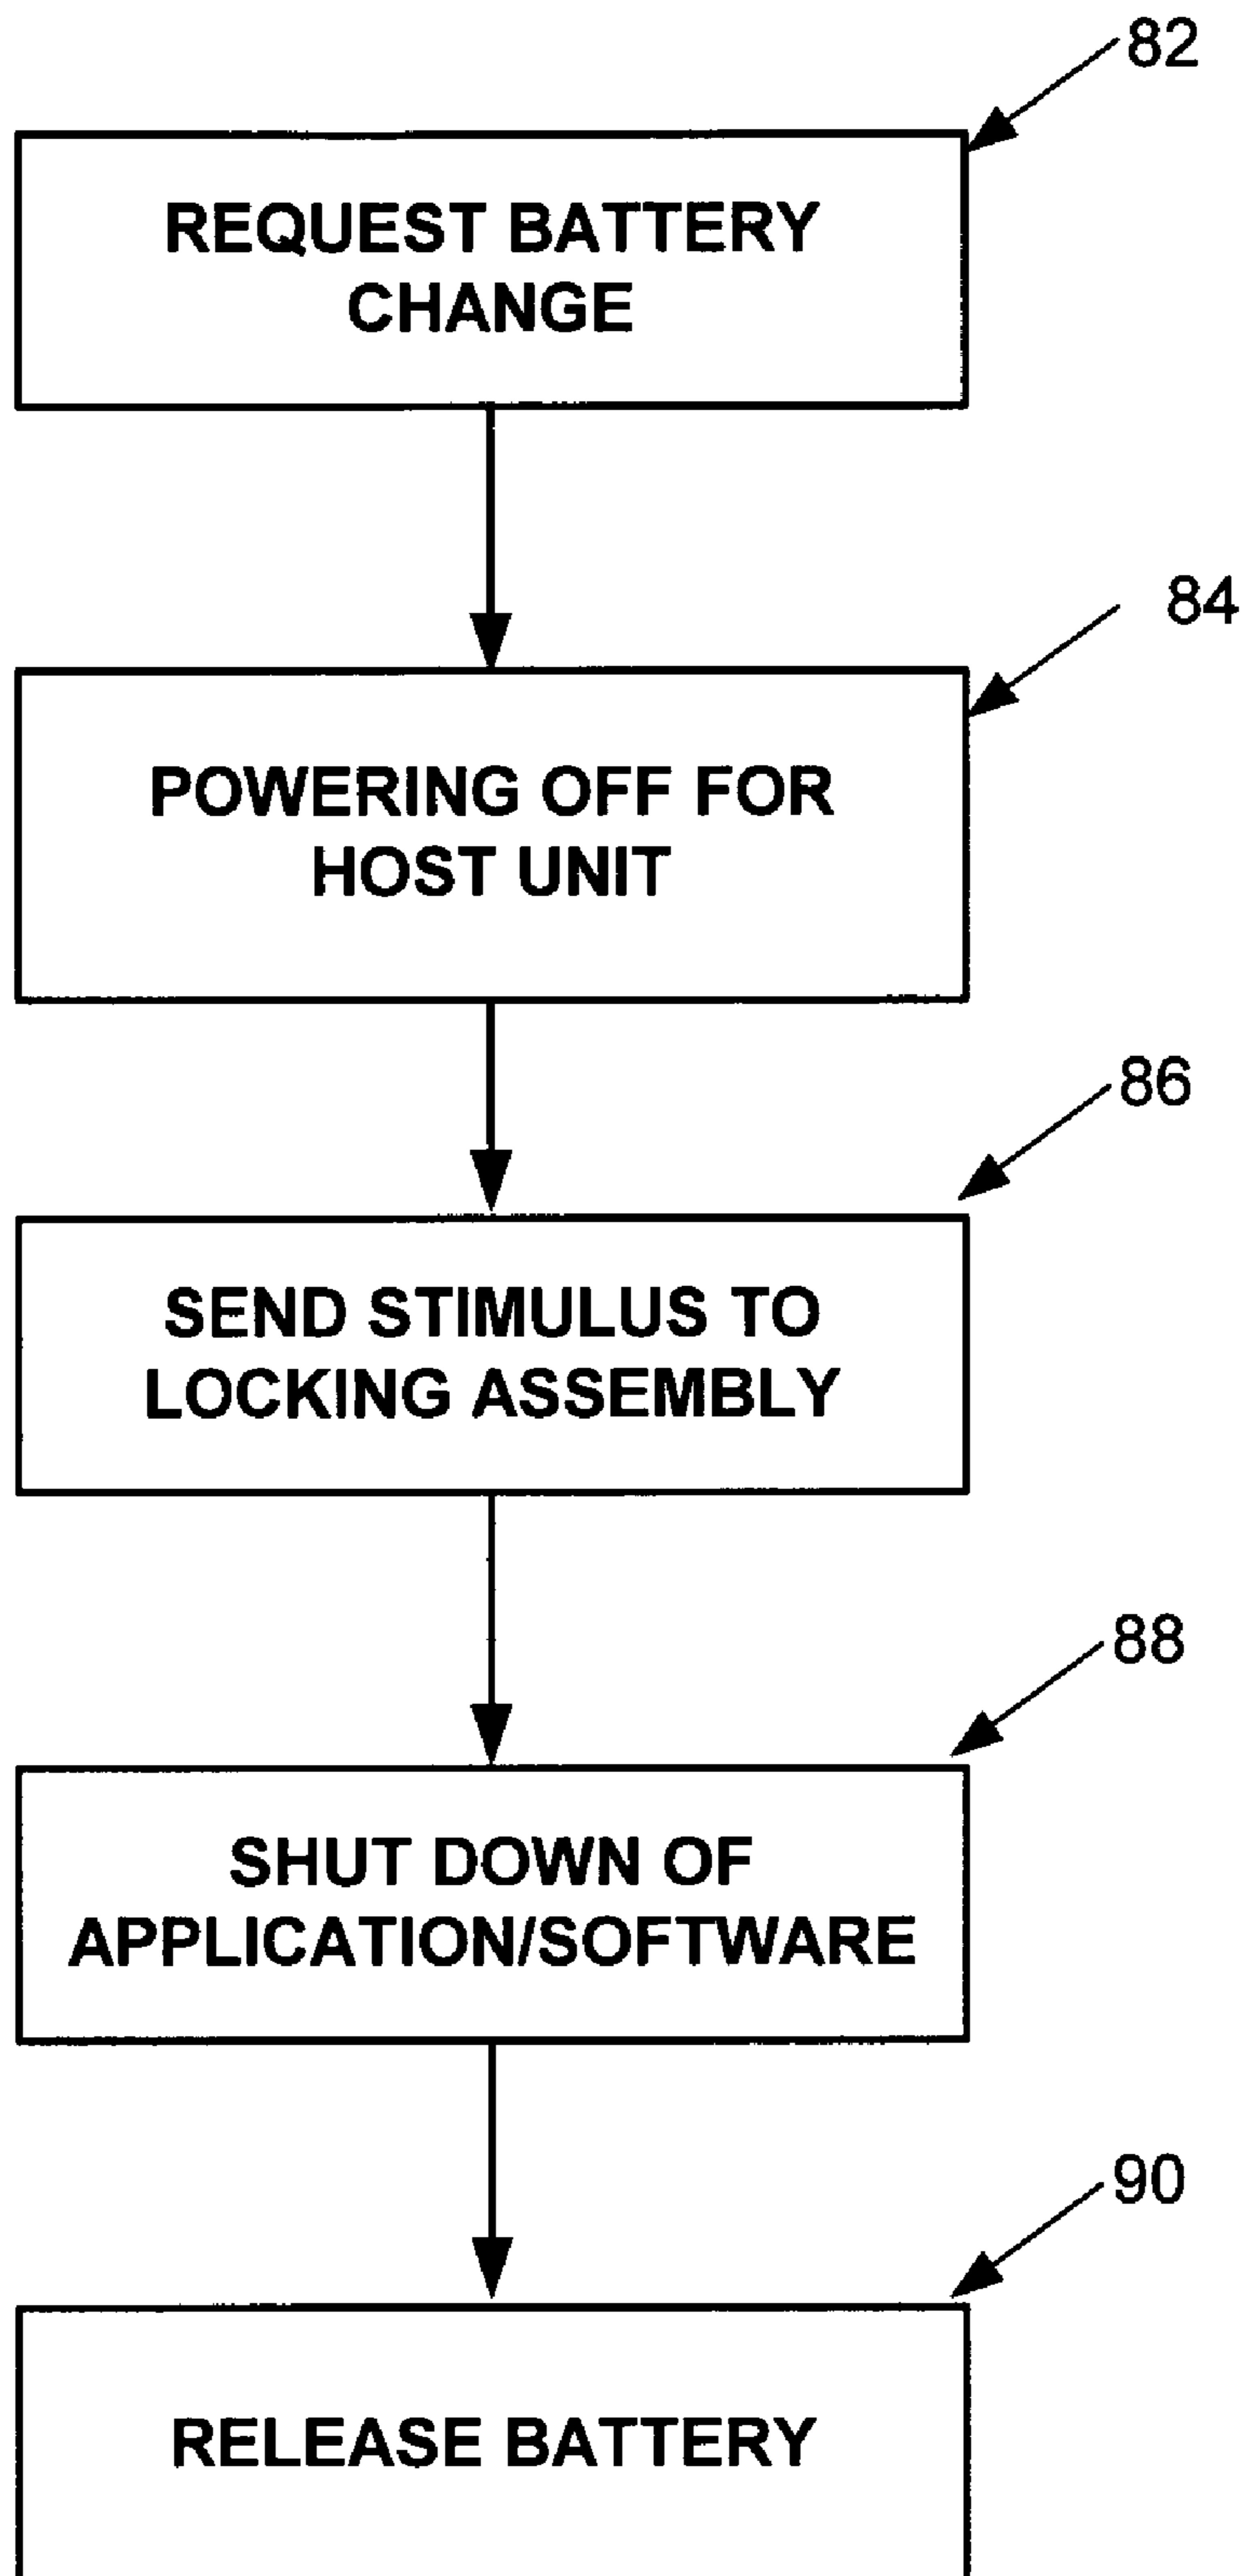 82
REQUEST BATTERY
CHANGE
84
POWERING OFF FOR
HOST UNIT
86
SEND STIMULUS TO
LOCKING ASSEMBLY
88
SHUT DOWN OF
APPLICATION/SOFTWARE
90
RELEASE BATTERY